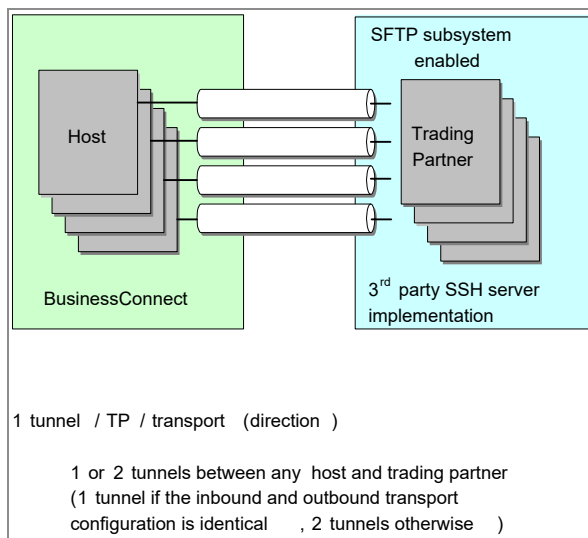 SFTP subsystem
enabled
Host
Trading
Partner
BusinessConnect
3rd party SSH server
implementation
1 tunnel / TP / transport (direction )
1 or 2 tunnels between any host and trading partner
(1 tunnel if the inbound and outbound transport
configuration is identical , 2 tunnels otherwise )